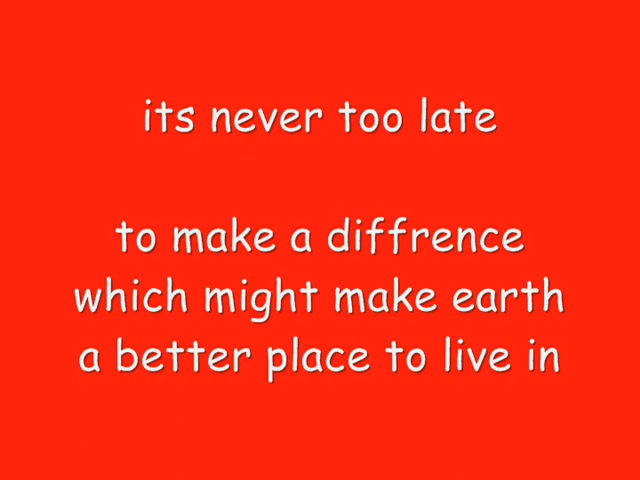 its never too late
to make a diffrence
which might make earth
a better place to live in